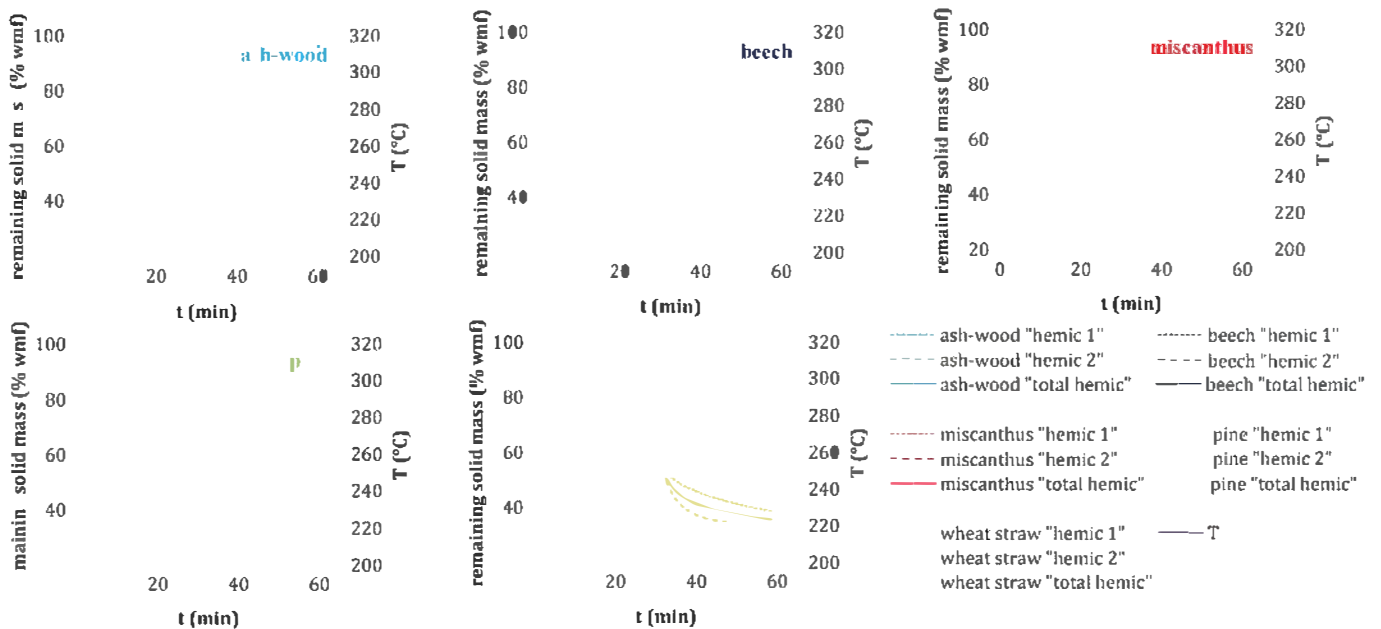 100
80
60
40
remaining solid m s (% wmf)
a h-wood
320
300
280
260
240
220
200
T (°C)
20 40 60
t (min)
100
80
60
40
remaining solid mass (% wmf)
beech
320
300
280
260
240
220
200
T (°C)
20 40 60
t (min)
100
80
60
40
20
remaining solid mass (% wmf)
miscanthus
320
300
280
260
240
220
200
T (°C)
0 20 40 60
t (min)
100
80
60
40
mainin solid mass (% wmf)
p
320
300
280
260
240
220
200
T (°C)
20 40 60
t (min)
100
80
60
40
remaining solid mass (% wmf)
320
300
280
260
240
220
200
T (°C)
20 40 60
t (min)
ash-wood "hemic 1"
ash-wood "hemic 2"
ash-wood "total hemic"
beech "hemic 1"
beech "hemic 2"
beech "total hemic"
miscanthus "hemic 1"
miscanthus "hemic 2"
miscanthus "total hemic"
pine "hemic 1"
pine "hemic 2"
pine "total hemic"
wheat straw "hemic 1"
wheat straw "hemic 2"
wheat straw "total hemic"
T